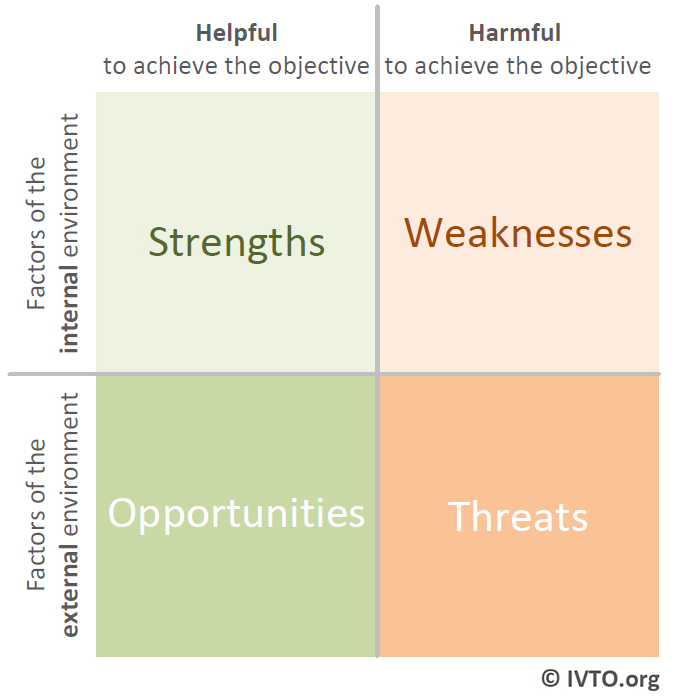 Helpful
to achieve the objective
Harmful
to achieve the objective
Factors of the
internal environment
Strengths
Weaknesses
Factors of the
external environment
Opportunities
Threats
© IVTO.org